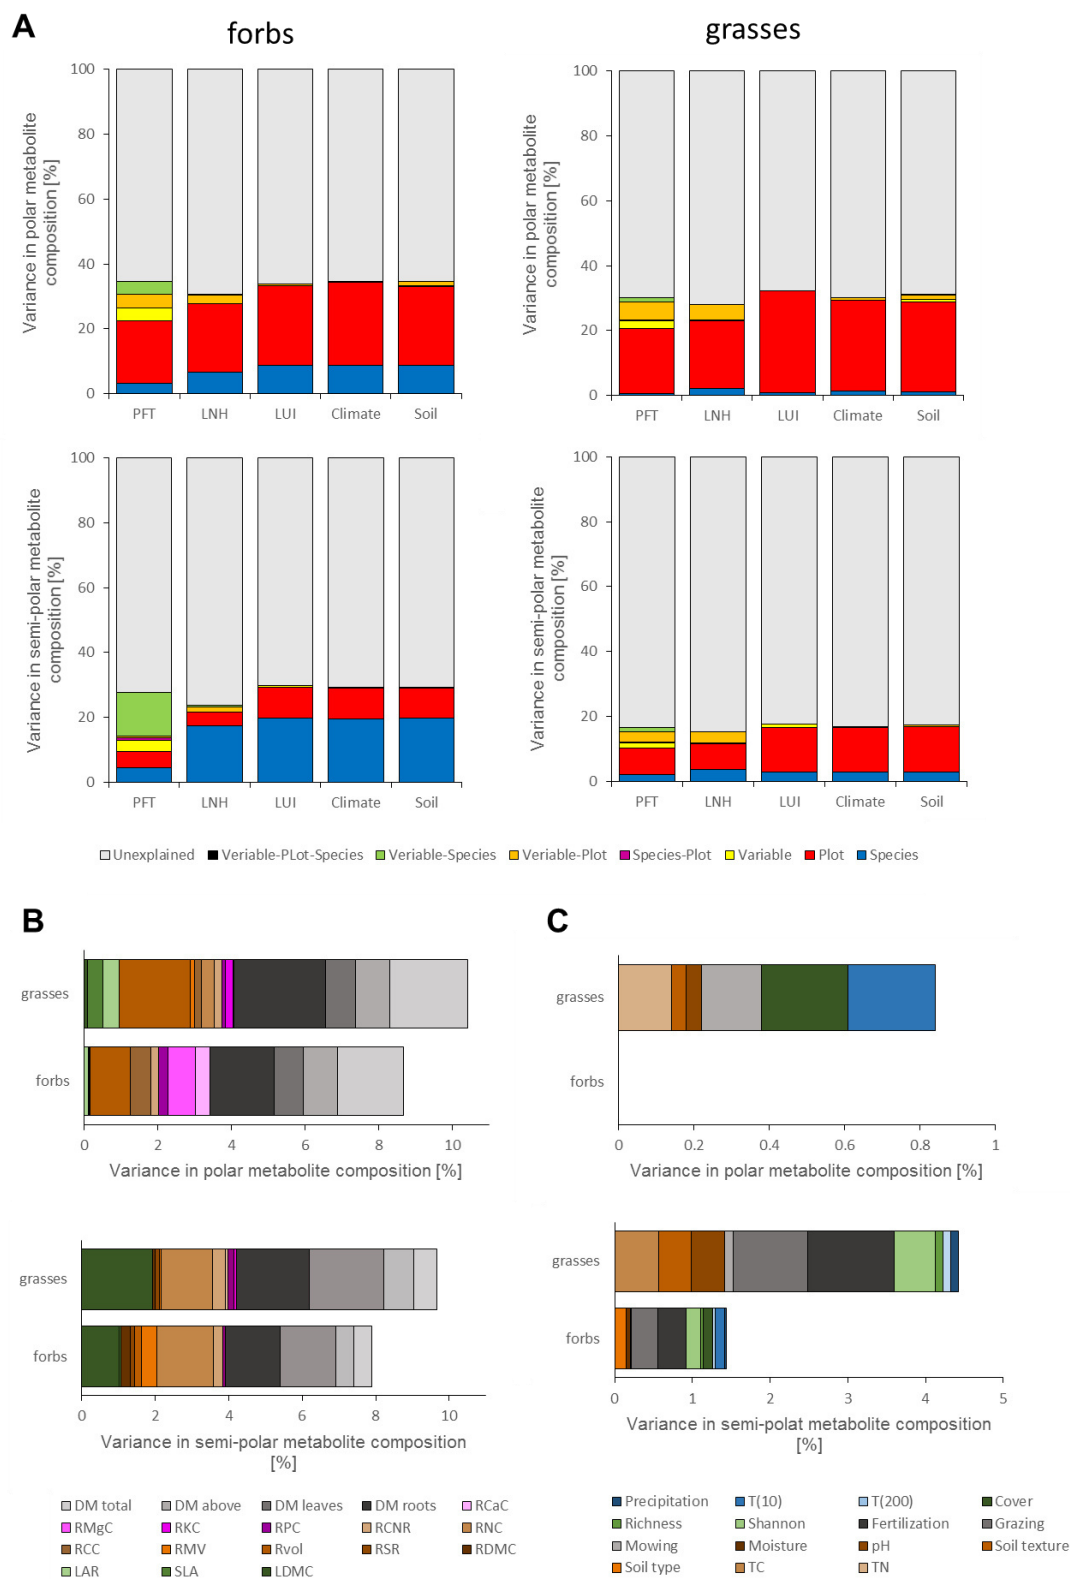 A
forbs
grasses
Variance in polar metabolite
composition [%]
100
80
60
40
20
0
PFT LNH LUI Climate Soil
Variance in polar metabolite
composition [%]
100
80
60
40
20
0
PFT LNH LUI Climate Soil
Variance in semi-polar metabolite
composition [%]
100
80
60
40
20
0
PFT LNH LUI Climate Soil
Variance in semi-polar metabolite
composition [%]
100
80
60
40
20
0
PFT LNH LUI Climate Soil
Unexplained Veriable-PLot-Species Veriable-Species Veriable-Plot Species-Plot Variable Plot Species
B
grasses
forbs
0 2 4 6 8 10
Variance in polar metabolite composition [%]
grasses
forbs
0 2 4 6 8 10
Variance in semi-polar metabolite composition
[%]
DM total DM above DM leaves DM roots RCaC
RMgC RKC RPC RCNR RNC
RCC RMV Rvol RSR RDMC
LAR SLA LDMC
C
grasses
forbs
0 0.2 0.4 0.6 0.8 1
Variance in polar metabolite composition [%]
grasses
forbs
0 1 2 3 4 5
Variance in semi-polat metabolite composition
[%]
Precipitation T(10) T(200) Cover
Richness Shannon Fertilization Grazing
Mowing Moisture pH Soil texture
Soil type TC TN